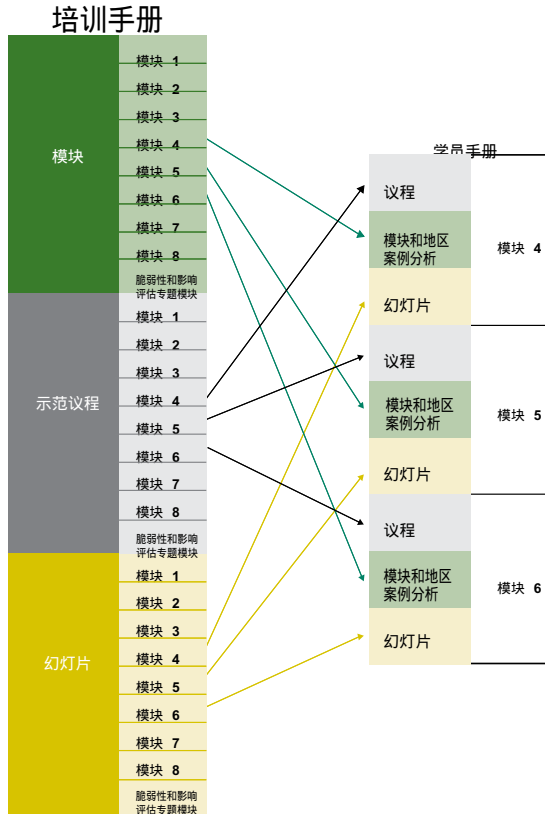 培训手册
模块
模块 1
模块 2
模块 3
模块 4
模块 5
模块 6
模块 7
模块 8
脆弱性和影响
评估专题模块
示范议程
模块 1
模块 2
模块 3
模块 4
模块 5
模块 6
模块 7
模块 8
脆弱性和影响
评估专题模块
幻灯片
模块 1
模块 2
模块 3
模块 4
模块 5
模块 6
模块 7
模块 8
脆弱性和影响
评估专题模块
学员手册
议程
模块和地区
案例分析
幻灯片
模块 4
议程
模块和地区
案例分析
幻灯片
模块 5
议程
模块和地区
案例分析
幻灯片
模块 6